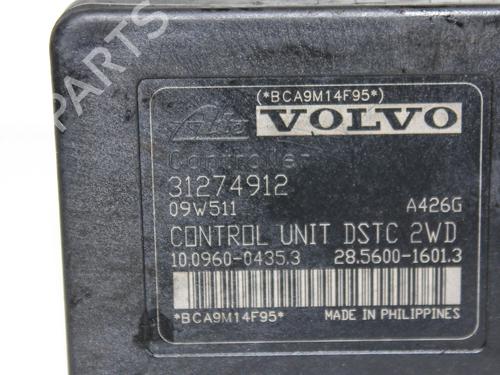 (*BCA9M14F95*)
Ate VOLVO
Controller
31274912
09W511 A426G
CONTROL UNIT DSTC 2WD
10.0960-0435.3 28.5600-1601.3
*BCA9M14F95* MADE IN PHILIPPINES
B-PARTS